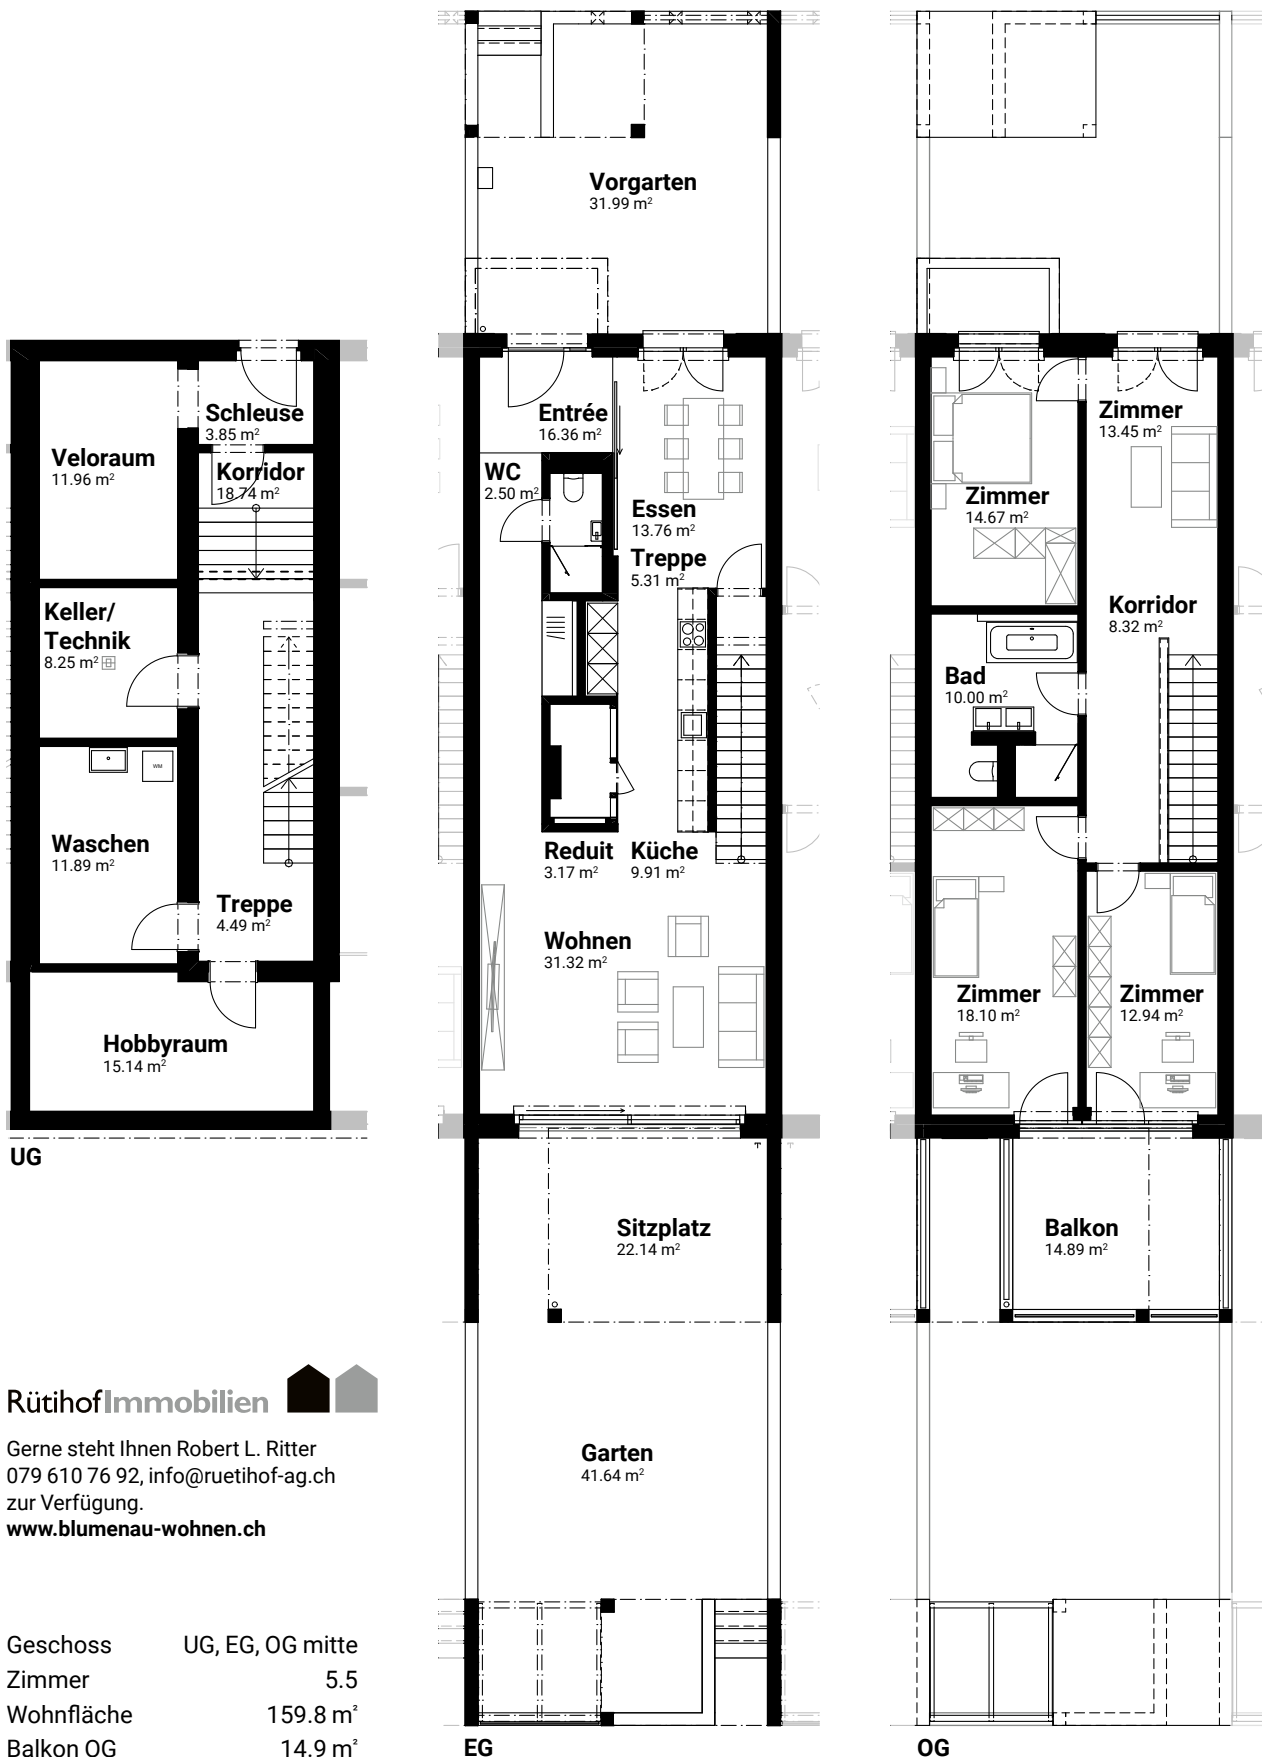 Vorgarten
31.99 m²
Schleuse
3.85 m²
Veloraum
11.96 m²
Korridor
18.74 m²
Keller/
Technik
8.25 m²
WM
Waschen
11.89 m²
Treppe
4.49 m²
Hobbyraum
15.14 m²
UG
Entrée
16.36 m²
WC
2.50 m²
Essen
13.76 m²
Treppe
5.31 m²
Reduit
3.17 m²
Küche
9.91 m²
Wohnen
31.32 m²
Sitzplatz
22.14 m²
Garten
41.64 m²
EG
Zimmer
13.45 m²
Zimmer
14.67 m²
Korridor
8.32 m²
Bad
10.00 m²
Zimmer
18.10 m²
Zimmer
12.94 m²
Balkon
14.89 m²
OG
RütihofImmobilien
Gerne steht Ihnen Robert L. Ritter
079 610 76 92, info@ruetihof-ag.ch
zur Verfügung.
www.blumenau-wohnen.ch
Geschoss UG, EG, OG mitte
Zimmer 5.5
Wohnfläche 159.8 m²
Balkon OG 14.9 m²